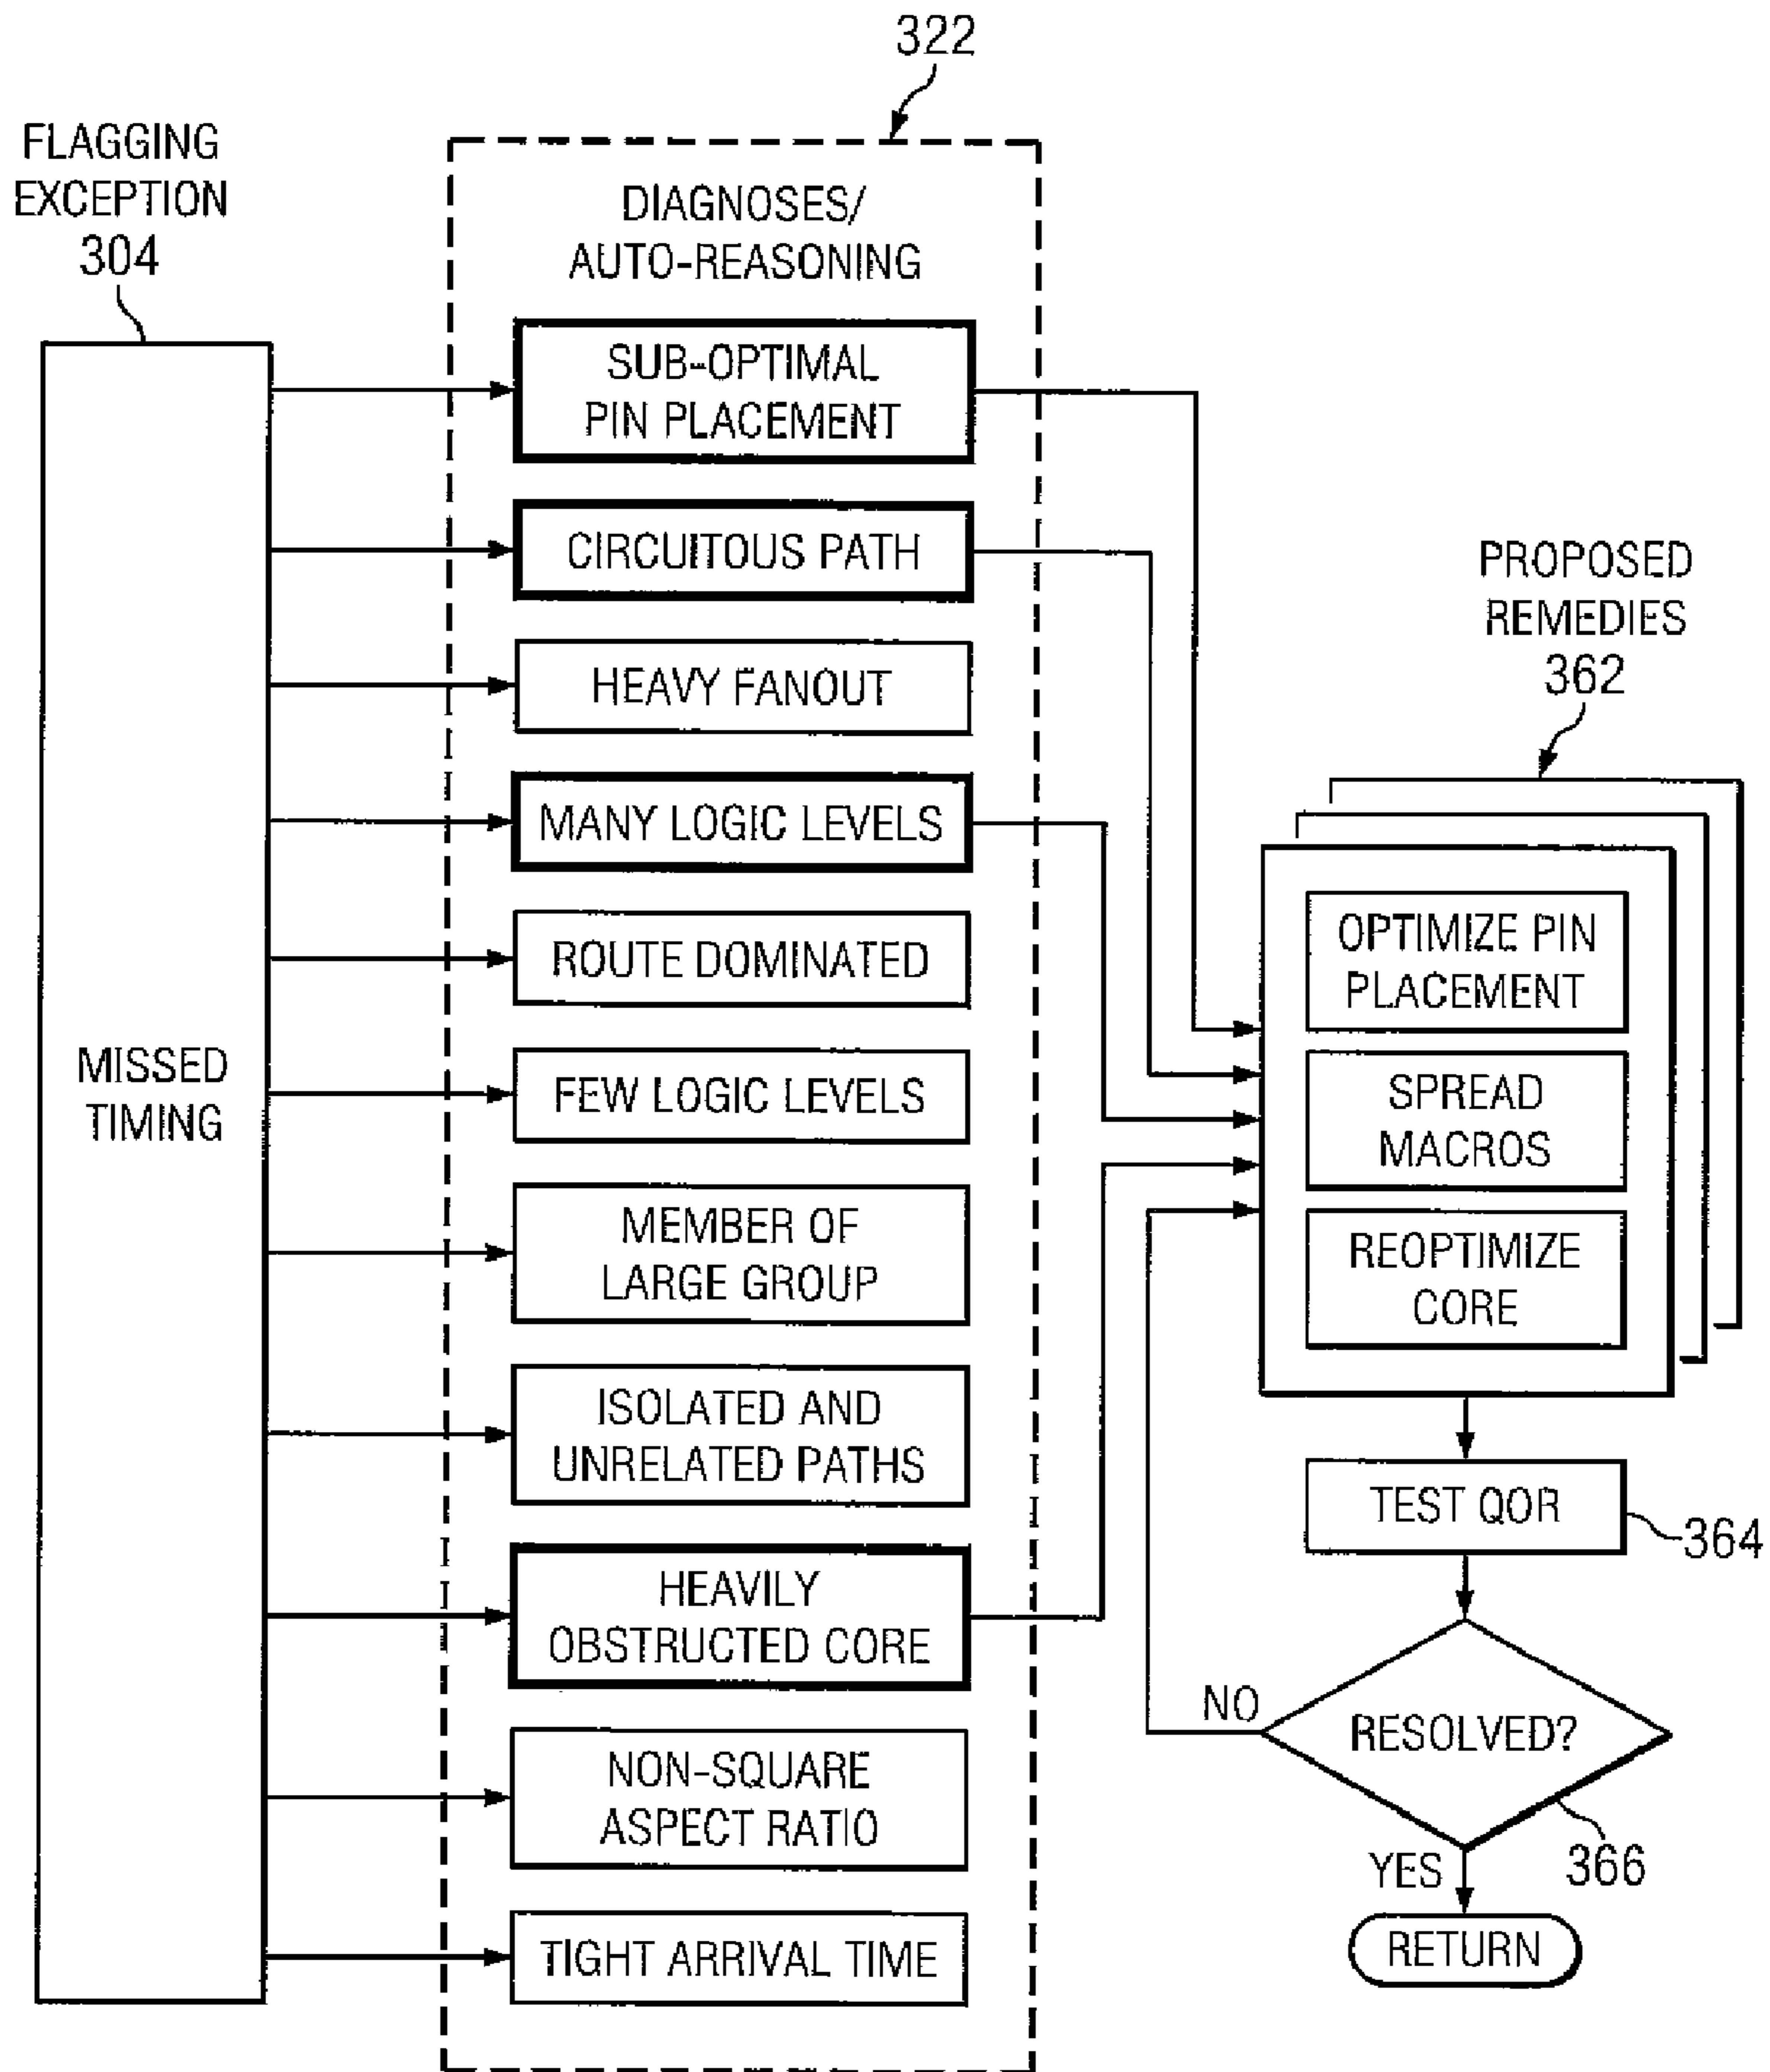 322
FLAGGING
EXCEPTION
304
DIAGNOSES/
AUTO-REASONING
MISSED
TIMING
SUB-OPTIMAL
PIN PLACEMENT
CIRCUITOUS PATH
HEAVY FANOUT
MANY LOGIC LEVELS
ROUTE DOMINATED
FEW LOGIC LEVELS
MEMBER OF
LARGE GROUP
ISOLATED AND
UNRELATED PATHS
HEAVILY
OBSTRUCTED CORE
NON-SQUARE
ASPECT RATIO
TIGHT ARRIVAL TIME
PROPOSED
REMEDIES
362
OPTIMIZE PIN
PLACEMENT
SPREAD
MACROS
REOPTIMIZE
CORE
TEST QOR
364
NO
RESOLVED?
366
YES
RETURN